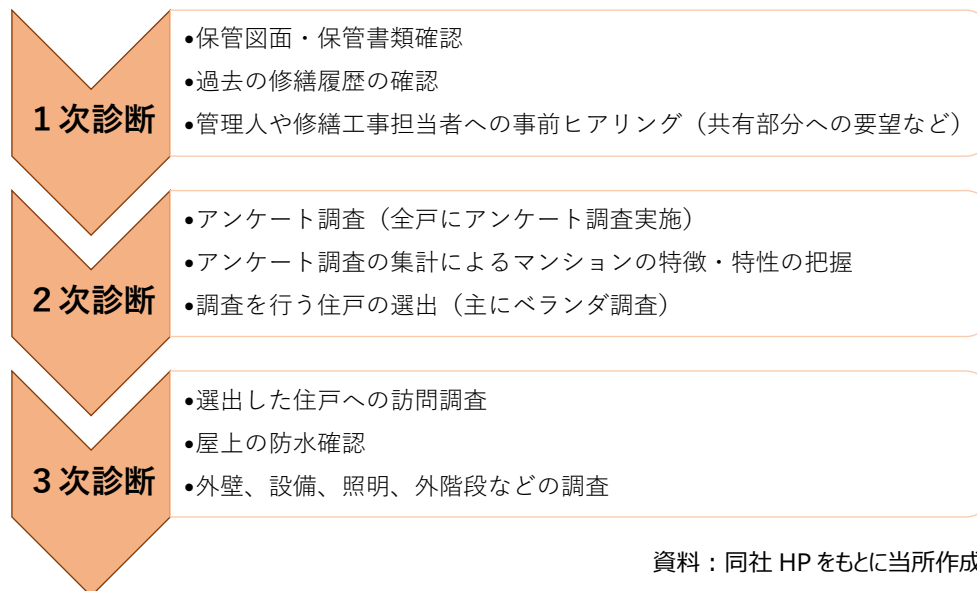 1次診断
•保管図面・保管書類確認
•過去の修繕履歴の確認
•管理人や修繕工事担当者への事前ヒアリング（共有部分への要望など）
2次診断
•アンケート調査（全戸にアンケート調査実施）
•アンケート調査の集計によるマンションの特徴・特性の把握
•調査を行う住戸の選出（主にベランダ調査）
3次診断
•選出した住戸への訪問調査
•屋上の防水確認
•外壁、設備、照明、外階段などの調査
資料：同社 HP をもとに当所作成